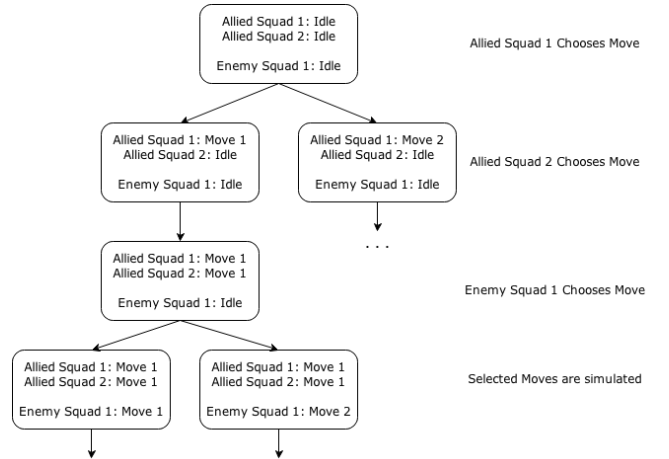 Allied Squad 1: Idle
Allied Squad 2: Idle
Enemy Squad 1: Idle
Allied Squad 1 Chooses Move
Allied Squad 1: Move 1
Allied Squad 2: Idle
Enemy Squad 1: Idle
Allied Squad 1: Move 2
Allied Squad 2: Idle
Enemy Squad 1: Idle
Allied Squad 2 Chooses Move
. . .
Allied Squad 1: Move 1
Allied Squad 2: Move 1
Enemy Squad 1: Idle
Enemy Squad 1 Chooses Move
Allied Squad 1: Move 1
Allied Squad 2: Move 1
Enemy Squad 1: Move 1
Allied Squad 1: Move 1
Allied Squad 2: Move 1
Enemy Squad 1: Move 2
Selected Moves are simulated